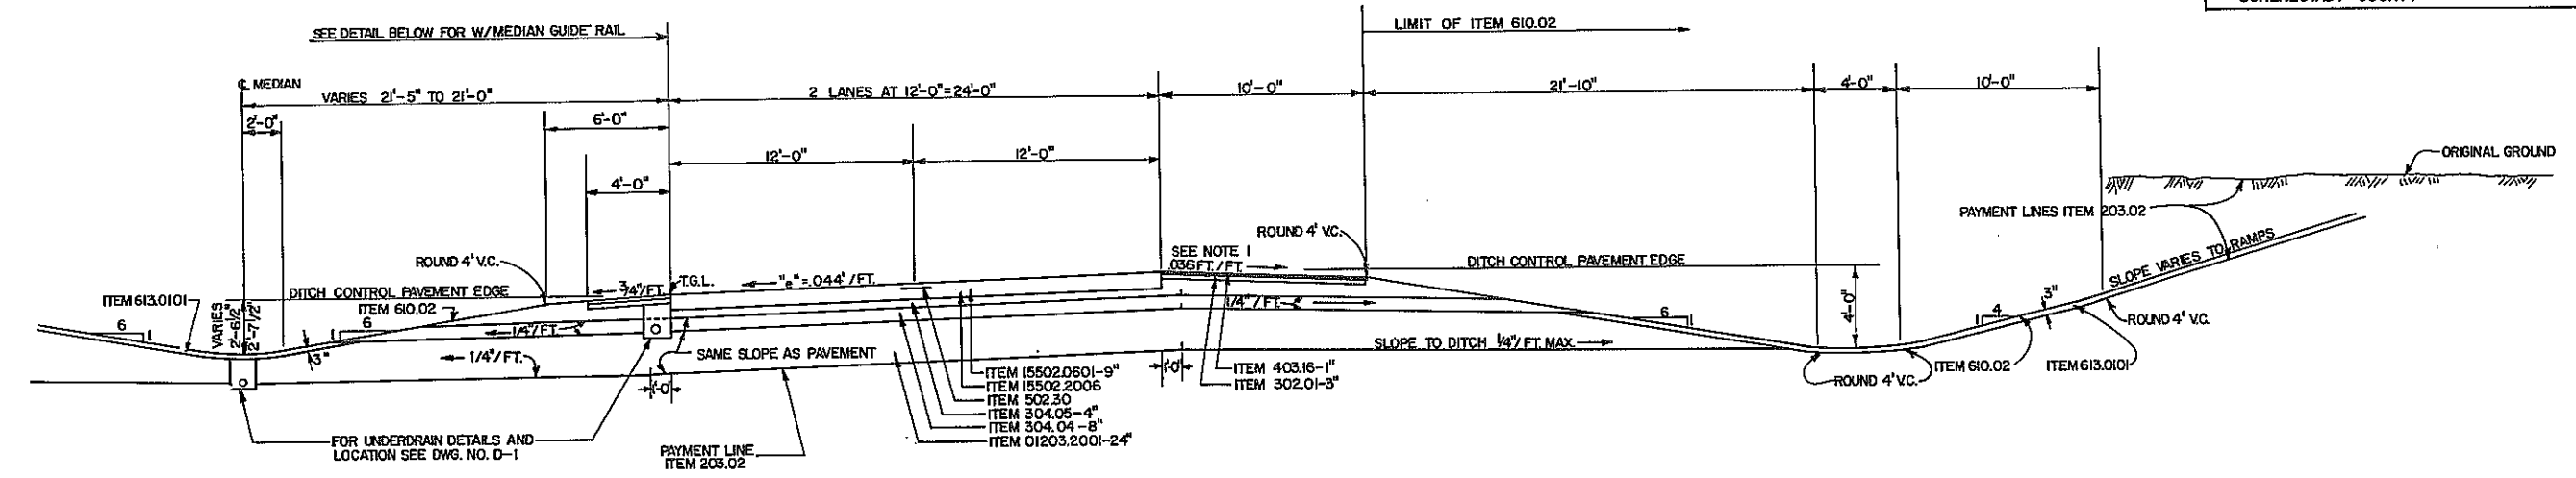 SEE DETAIL BELOW FOR W/MEDIAN GUIDE RAIL
LIMIT OF ITEM 610.02
℄ MEDIAN
VARIES 21'-5" TO 21'-0"
2 LANES AT 12'-0"=24'-0"
10'-0"
21'-10"
4'-0"
10'-0"
2'-0"
6'-0"
12'-0"
12'-0"
4'-0"
ORIGINAL GROUND
PAYMENT LINES ITEM 203.02
ROUND 4' V.C.
ROUND 4' V.C.
SEE NOTE 1
.036 FT./FT.
DITCH CONTROL PAVEMENT EDGE
SLOPE VARIES TO RAMPS
ITEM 613.0101
DITCH CONTROL PAVEMENT EDGE
ITEM 610.02
3/4"/FT.
T.G.L.
"e"=.044'/FT.
1/4"/FT.
4'-0"
3"
4
1
ROUND 4' V.C.
6
1
VARIES
2'-6 1/2"
2'-7 1/2"
6
1
1/4"/FT.
6
1
3"
1/4"/FT.
SAME SLOPE AS PAVEMENT
SLOPE TO DITCH 1/4"/FT. MAX.
1'-0"
1'-0"
ITEM 403.16-1"
ITEM 302.01-3"
ROUND 4' V.C.
ITEM 610.02
ITEM 613.0101
ITEM 15502.0601-9"
ITEM 15502.2006
ITEM 502.30
ITEM 304.05-4"
ITEM 304.04-8"
ITEM 01203.2001-24"
FOR UNDERDRAIN DETAILS AND
LOCATION SEE DWG. NO. D-1
PAYMENT LINE
ITEM 203.02